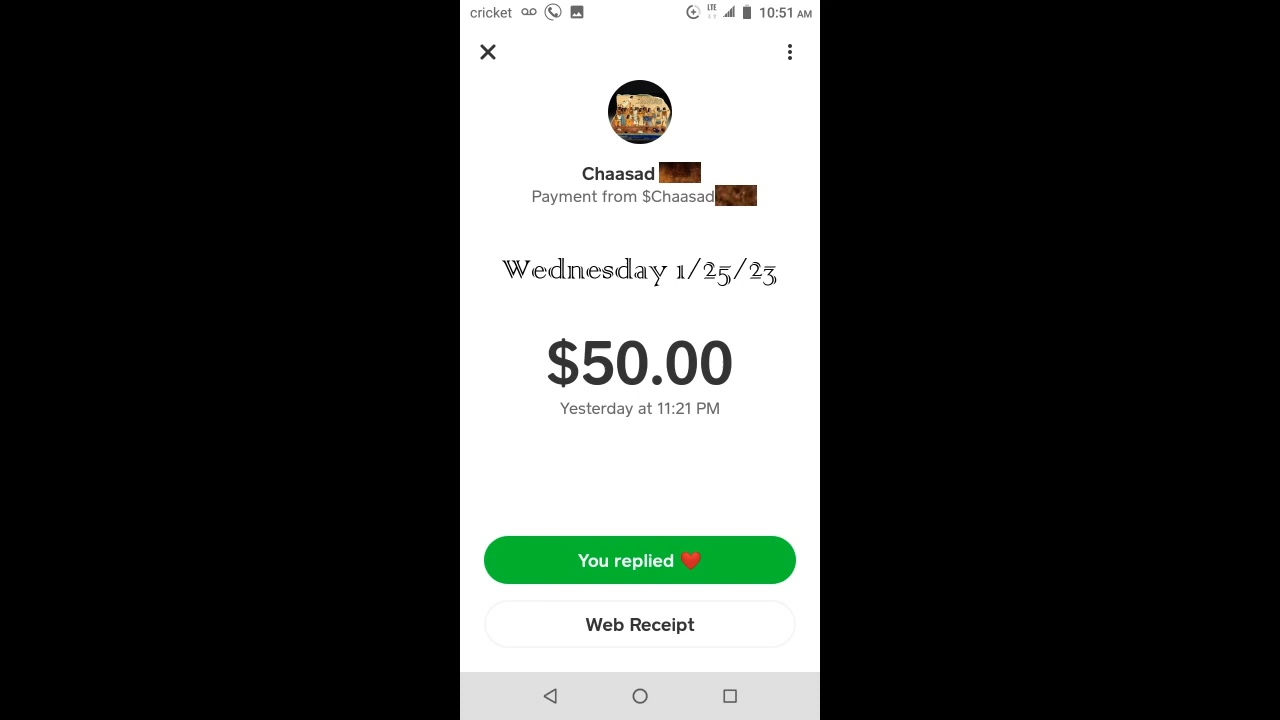 cricket LTE 10:51 AM
Chaasad
Payment from $Chaasad
Wednesday 1/25/23
$50.00
Yesterday at 11:21 PM
You replied ❤️
Web Receipt